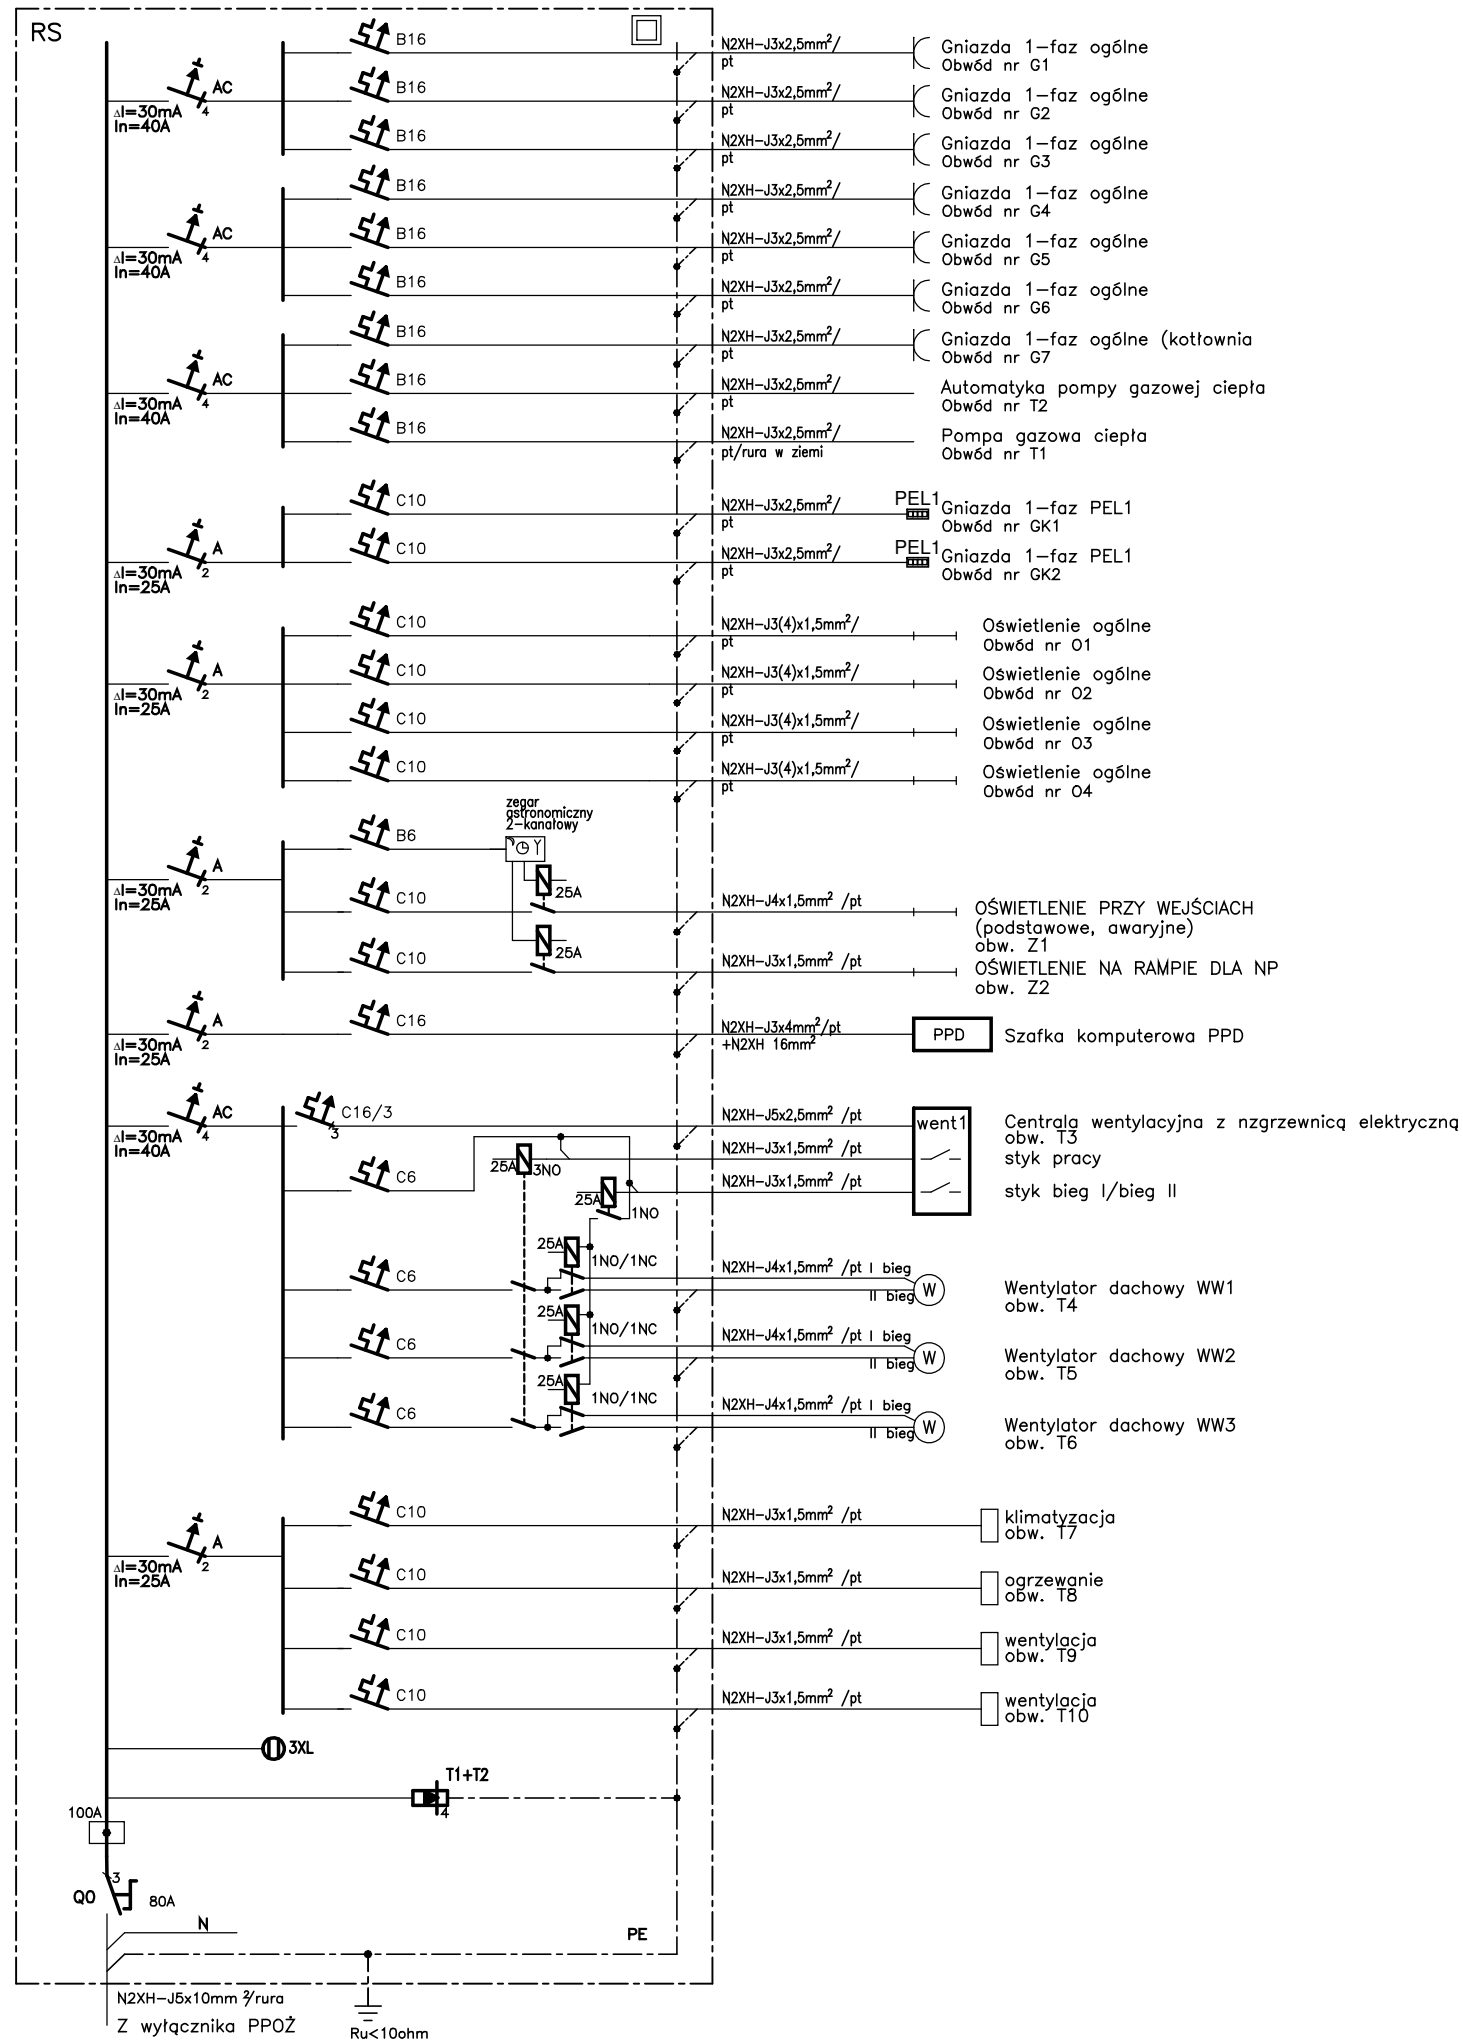 RS
B16
N2XH-J3x2,5mm²/
pt
Gniazda 1-faz ogólne
Obwód nr G1
AC
4
ΔI=30mA
In=40A
B16
N2XH-J3x2,5mm²/
pt
Gniazda 1-faz ogólne
Obwód nr G2
B16
N2XH-J3x2,5mm²/
pt
Gniazda 1-faz ogólne
Obwód nr G3
B16
N2XH-J3x2,5mm²/
pt
Gniazda 1-faz ogólne
Obwód nr G4
AC
4
ΔI=30mA
In=40A
B16
N2XH-J3x2,5mm²/
pt
Gniazda 1-faz ogólne
Obwód nr G5
B16
N2XH-J3x2,5mm²/
pt
Gniazda 1-faz ogólne
Obwód nr G6
B16
N2XH-J3x2,5mm²/
pt
Gniazda 1-faz ogólne (kotłownia
Obwód nr G7
AC
4
ΔI=30mA
In=40A
B16
N2XH-J3x2,5mm²/
pt
Automatyka pompy gazowej ciepła
Obwód nr T2
B16
N2XH-J3x2,5mm²/
pt/rura w ziemi
Pompa gazowa ciepła
Obwód nr T1
C10
N2XH-J3x2,5mm²/
pt
PEL1
Gniazda 1-faz PEL1
Obwód nr GK1
A
2
ΔI=30mA
In=25A
C10
N2XH-J3x2,5mm²/
pt
PEL1
Gniazda 1-faz PEL1
Obwód nr GK2
C10
N2XH-J3(4)x1,5mm²/
pt
Oświetlenie ogólne
Obwód nr O1
A
2
ΔI=30mA
In=25A
C10
N2XH-J3(4)x1,5mm²/
pt
Oświetlenie ogólne
Obwód nr O2
C10
N2XH-J3(4)x1,5mm²/
pt
Oświetlenie ogólne
Obwód nr O3
C10
N2XH-J3(4)x1,5mm²/
pt
Oświetlenie ogólne
Obwód nr O4
zegar
astronomiczny
2-kanałowy
B6
A
2
ΔI=30mA
In=25A
25A
C10
N2XH-J4x1,5mm² /pt
OŚWIETLENIE PRZY WEJŚCIACH
(podstawowe, awaryjne)
obw. Z1
25A
C10
N2XH-J3x1,5mm² /pt
OŚWIETLENIE NA RAMPIE DLA NP
obw. Z2
A
2
ΔI=30mA
In=25A
C16
N2XH-J3x4mm²/pt
+N2XH 16mm²
PPD
Szafka komputerowa PPD
AC
4
ΔI=30mA
In=40A
C16/3
3
N2XH-J5x2,5mm² /pt
went1
Centrala wentylacyjna z nzgrzewnicą elektryczną
obw. T3
25A
3NO
N2XH-J3x1,5mm² /pt
styk pracy
C6
25A
1NO
N2XH-J3x1,5mm² /pt
styk bieg I/bieg II
25A
1NO/1NC
C6
N2XH-J4x1,5mm² /pt I bieg
II bieg
W
Wentylator dachowy WW1
obw. T4
25A
1NO/1NC
C6
N2XH-J4x1,5mm² /pt I bieg
II bieg
W
Wentylator dachowy WW2
obw. T5
25A
1NO/1NC
C6
N2XH-J4x1,5mm² /pt I bieg
II bieg
W
Wentylator dachowy WW3
obw. T6
C10
N2XH-J3x1,5mm² /pt
klimatyzacja
obw. T7
A
2
ΔI=30mA
In=25A
C10
N2XH-J3x1,5mm² /pt
ogrzewanie
obw. T8
C10
N2XH-J3x1,5mm² /pt
wentylacja
obw. T9
C10
N2XH-J3x1,5mm² /pt
wentylacja
obw. T10
3XL
T1+T2
4
100A
3
Q0
80A
N
PE
N2XH-J5x10mm²/rura
Z wyłącznika PPOŻ
Ru<10ohm